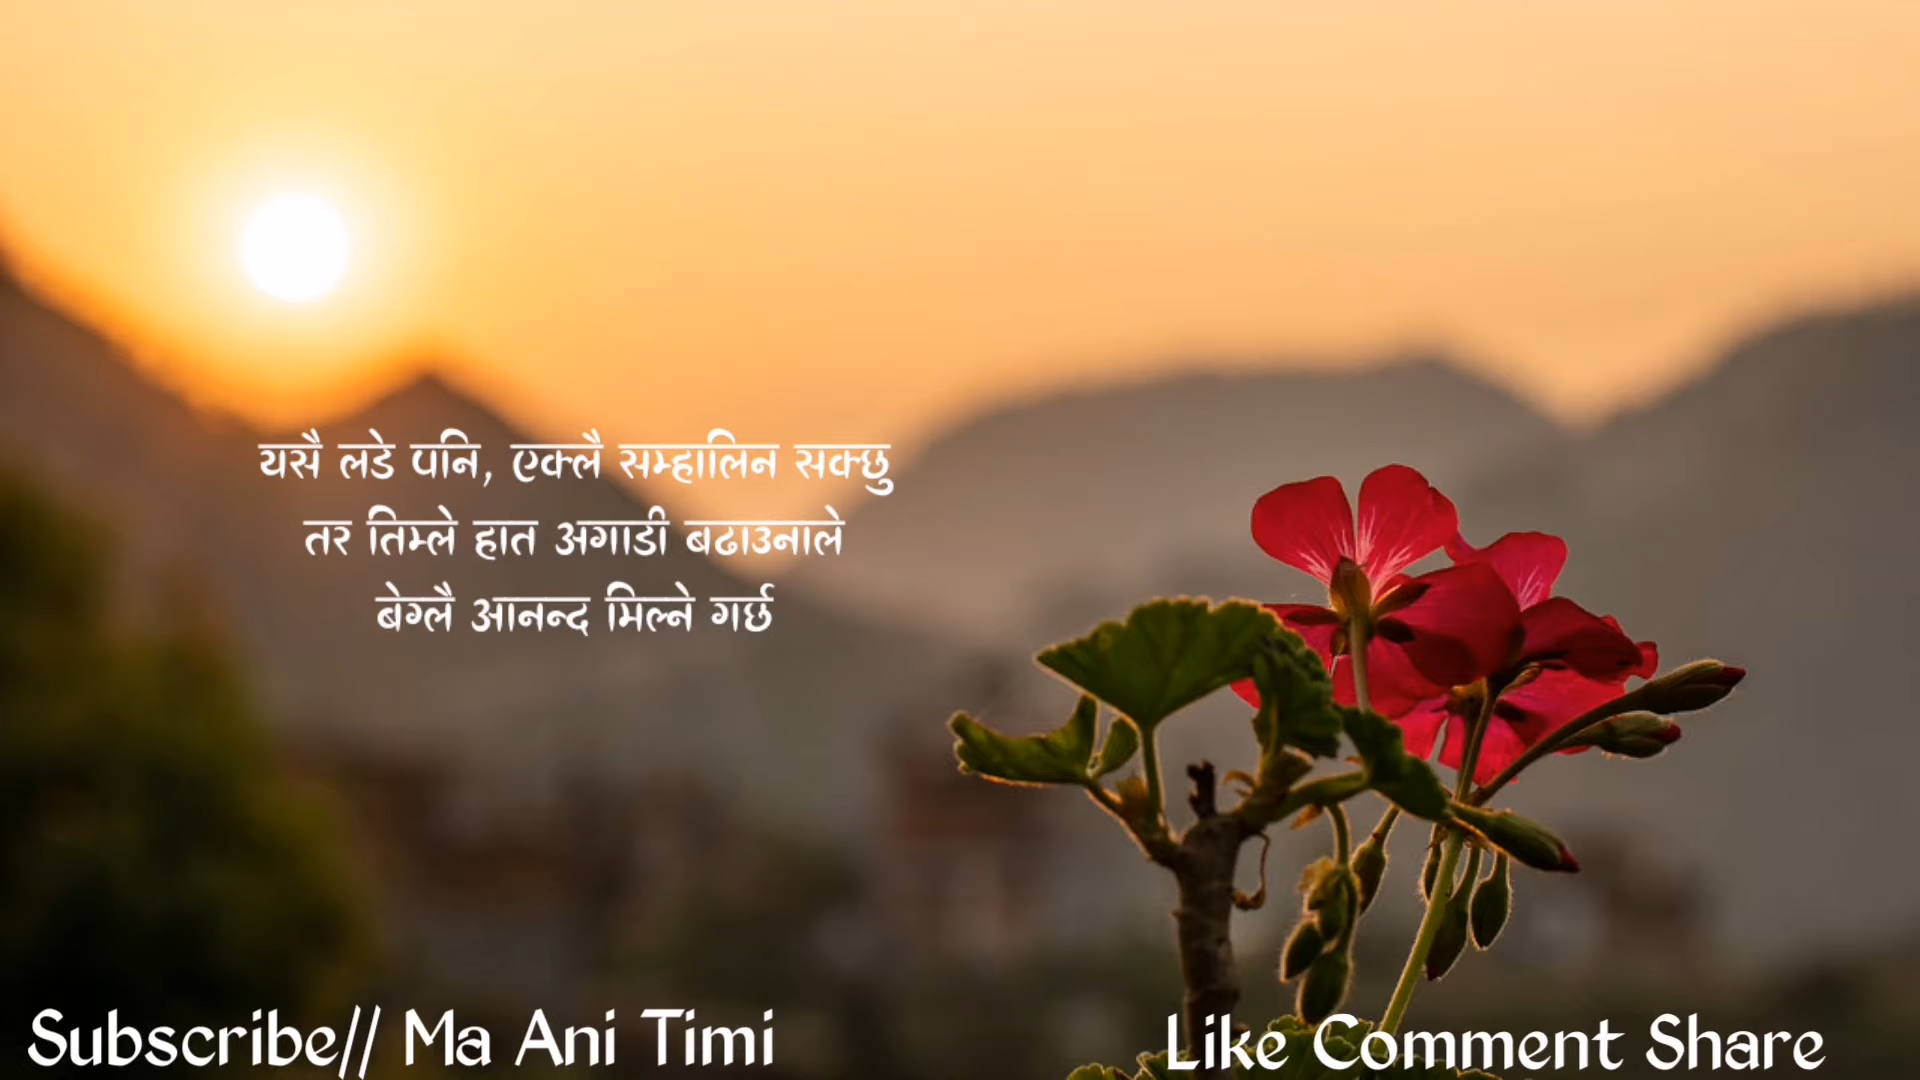 यसै लडे पनि, एक्लै सम्हालिन सक्छु
तर तिम्ले हात अगाडी बढाउनाले
बेग्लै आनन्द मिल्ने गर्छ
Subscribe// Ma Ani Timi
Like Comment Share